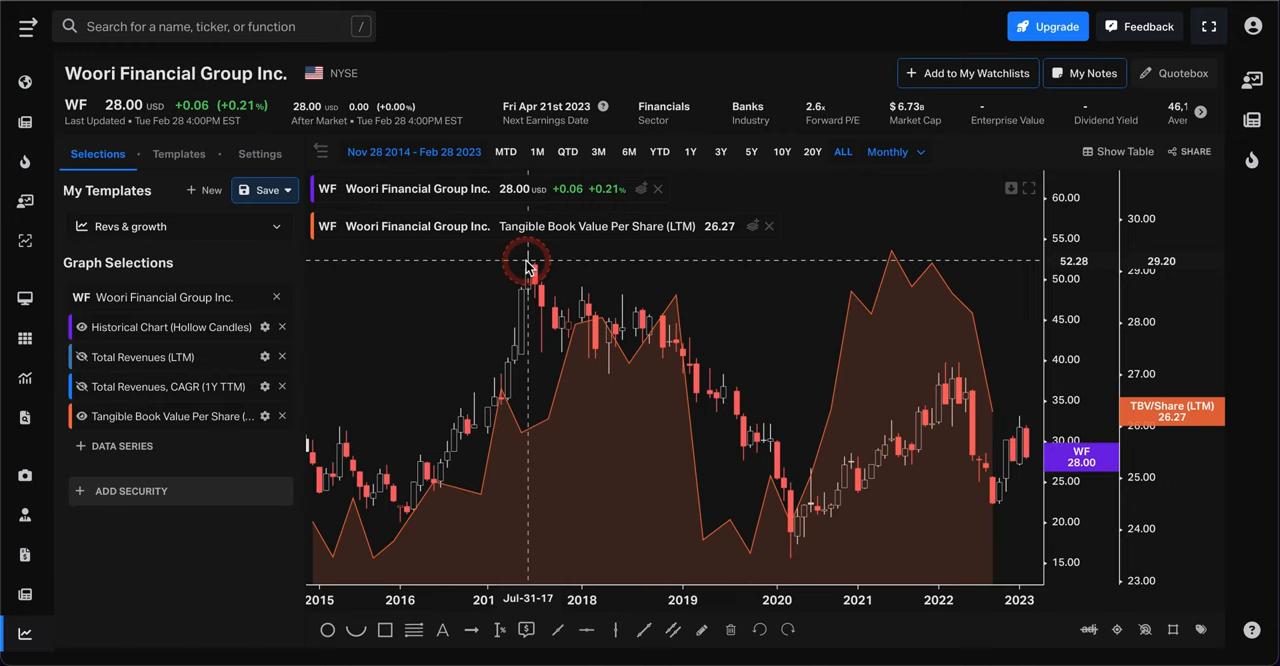 Search for a name, ticker, or function /
Upgrade
Feedback
Woori Financial Group Inc. NYSE
+ Add to My Watchlists
My Notes
Quotebox
WF 28.00 USD +0.06 (+0.21%)
Last Updated • Tue Feb 28 4:00PM EST
28.00 USD 0.00 (+0.00%)
After Market • Tue Feb 28 4:00PM EST
Fri Apr 21st 2023 ?
Next Earnings Date
Financials
Sector
Banks
Industry
2.6x
Forward P/E
$ 6.73B
Market Cap
-
Enterprise Value
-
Dividend Yield
46,1
Aver
Selections • Templates • Settings
Nov 28 2014 - Feb 28 2023 MTD 1M QTD 3M 6M YTD 1Y 3Y 5Y 10Y 20Y ALL Monthly
Show Table
SHARE
My Templates
+ New
Save
Revs & growth
Graph Selections
WF Woori Financial Group Inc.
Historical Chart (Hollow Candles)
Total Revenues (LTM)
Total Revenues, CAGR (1Y TTM)
Tangible Book Value Per Share (...
+ DATA SERIES
+ ADD SECURITY
WF Woori Financial Group Inc. 28.00 USD +0.06 +0.21%
WF Woori Financial Group Inc. Tangible Book Value Per Share (LTM) 26.27
60.00
55.00
52.28
50.00
45.00
40.00
35.00
30.00
WF
28.00
25.00
20.00
15.00
30.00
29.20
29.00
28.00
27.00
TBV/Share (LTM)
26.27
26.00
25.00
24.00
23.00
2015 2016 201 Jul-31-17 2018 2019 2020 2021 2022 2023
A
adj
?